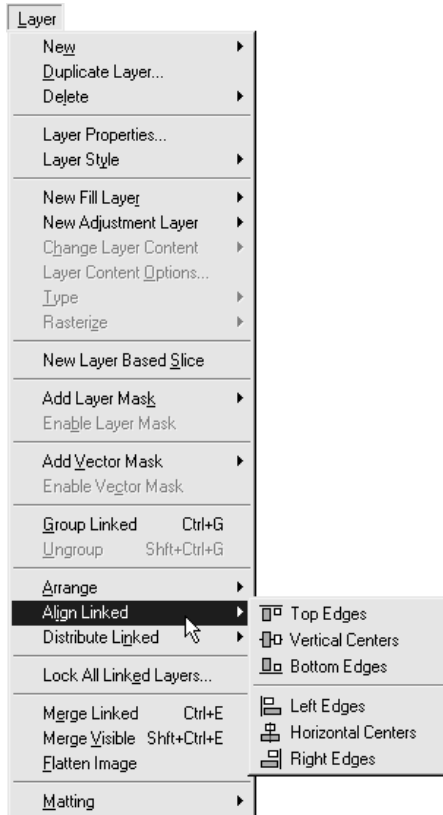 Layer
New
Duplicate Layer...
Delete
Layer Properties...
Layer Style
New Fill Layer
New Adjustment Layer
Change Layer Content
Layer Content Options...
Type
Rasterize
New Layer Based Slice
Add Layer Mask
Enable Layer Mask
Add Vector Mask
Enable Vector Mask
Group Linked Ctrl+G
Ungroup Shft+Ctrl+G
Arrange
Align Linked
Distribute Linked
Lock All Linked Layers...
Merge Linked Ctrl+E
Merge Visible Shft+Ctrl+E
Flatten Image
Matting
Top Edges
Vertical Centers
Bottom Edges
Left Edges
Horizontal Centers
Right Edges